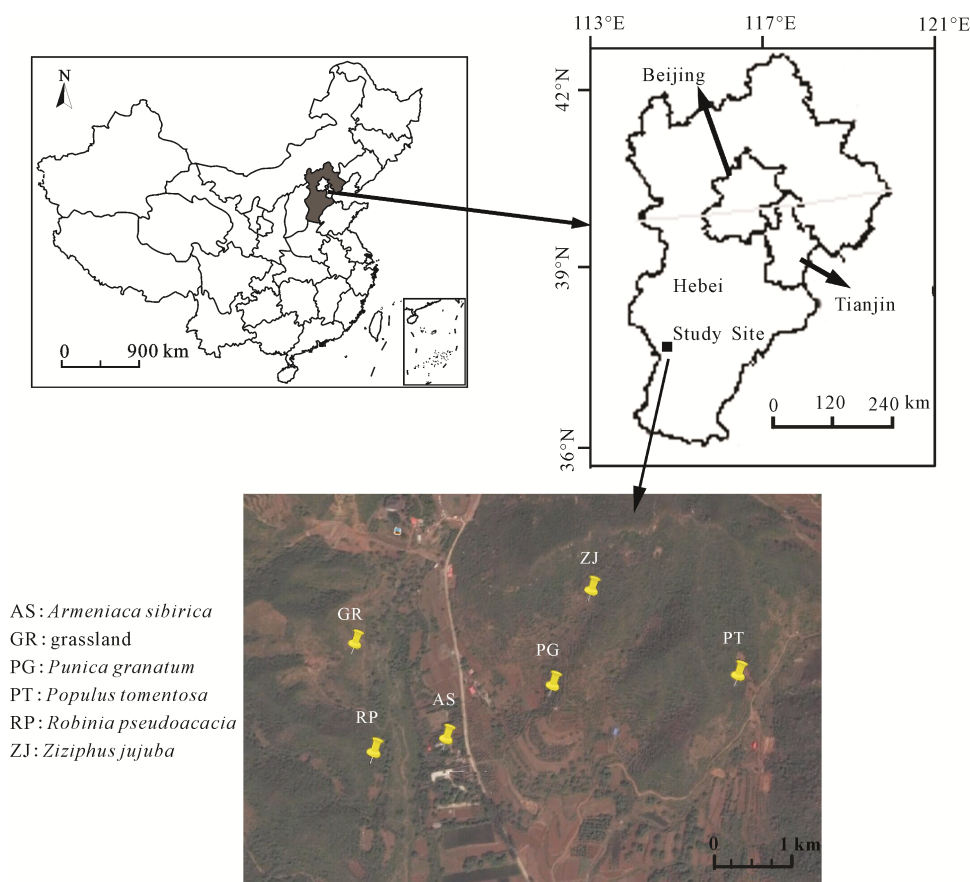 113°E 117°E 121°E
N
42°N
39°N
36°N
Beijing
Hebei
Tianjin
Study Site
0 900 km
0 120 240 km
ZJ
GR
PG
PT
AS
RP
AS: Armeniaca sibirica
GR: grassland
PG: Punica granatum
PT: Populus tomentosa
RP: Robinia pseudoacacia
ZJ: Ziziphus jujuba
0 1 km